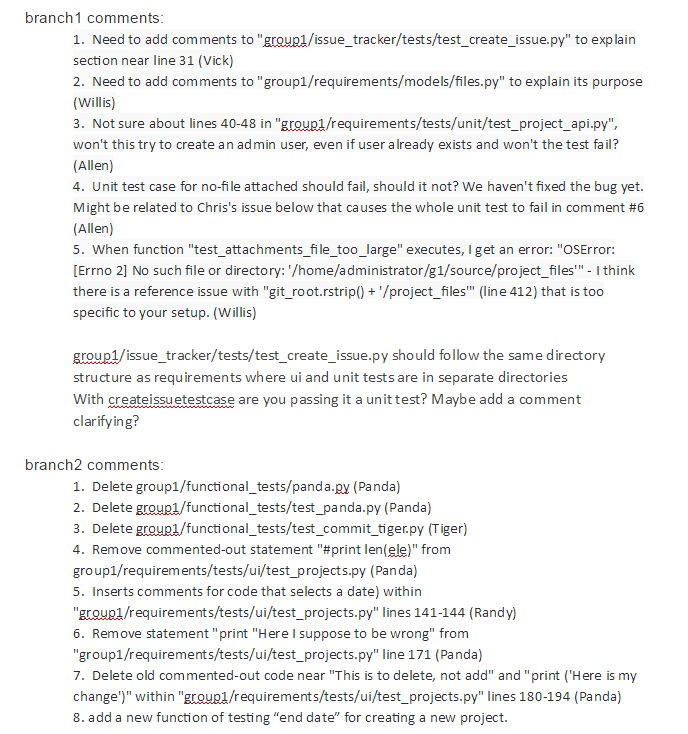 branch1 comments:
1. Need to add comments to "group1/issue_tracker/tests/test_create_issue.py" to explain
section near line 31 (Vick)
2. Need to add comments to "group1/requirements/models/files.py" to explain its purpose
(Willis)
3. Not sure about lines 40-48 in "group1/requirements/tests/unit/test_project_api.py",
won't this try to create an admin user, even if user already exists and won't the test fail?
(Allen)
4. Unit test case for no-file attached should fail, should it not? We haven't fixed the bug yet.
Might be related to Chris's issue below that causes the whole unit test to fail in comment #6
(Allen)
5. When function "test_attachments_file_too_large" executes, I get an error: "OSError:
[Errno 2] No such file or directory: '/home/administrator/g1/source/project_files'" - I think
there is a reference issue with "git_root.rstrip() + '/project_files'" (line 412) that is too
specific to your setup. (Willis)
group1/issue_tracker/tests/test_create_issue.py should follow the same directory
structure as requirements where ui and unit tests are in separate directories
With createissuetestcase are you passing it a unit test? Maybe add a comment
clarifying?
branch2 comments:
1. Delete group1/functional_tests/panda.py (Panda)
2. Delete group1/functional_tests/test_panda.py (Panda)
3. Delete group1/functional_tests/test_commit_tiger.py (Tiger)
4. Remove commented-out statement "#print len(ele)" from
group1/requirements/tests/ui/test_projects.py (Panda)
5. Inserts comments for code that selects a date) within
"group1/requirements/tests/ui/test_projects.py" lines 141-144 (Randy)
6. Remove statement "print "Here I suppose to be wrong" from
"group1/requirements/tests/ui/test_projects.py" line 171 (Panda)
7. Delete old commented-out code near "This is to delete, not add" and "print ('Here is my
change')" within "group1/requirements/tests/ui/test_projects.py" lines 180-194 (Panda)
8. add a new function of testing “end date” for creating a new project.